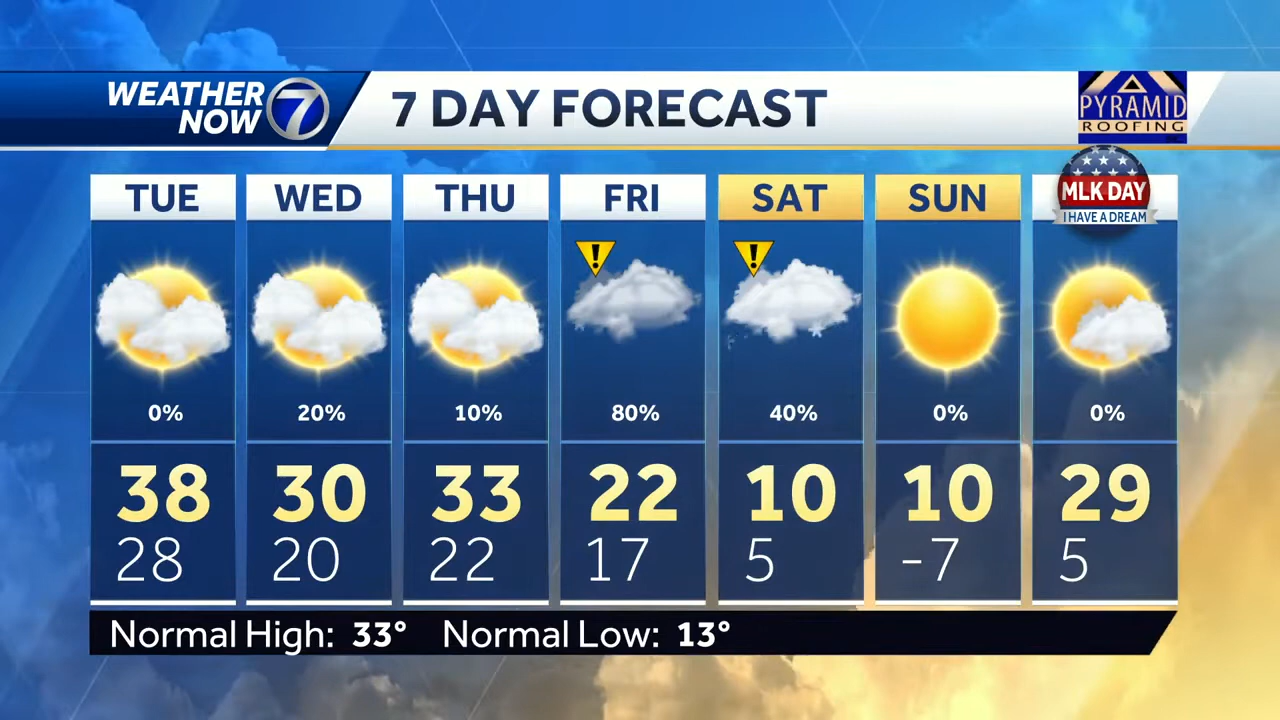 WEATHER
NOW 7
7 DAY FORECAST
PYRAMID
ROOFING
TUE WED THU FRI SAT SUN MLK DAY
I HAVE A DREAM
! !
0% 20% 10% 80% 40% 0% 0%
38 30 33 22 10 10 29
28 20 22 17 5 -7 5
Normal High: 33° Normal Low: 13°